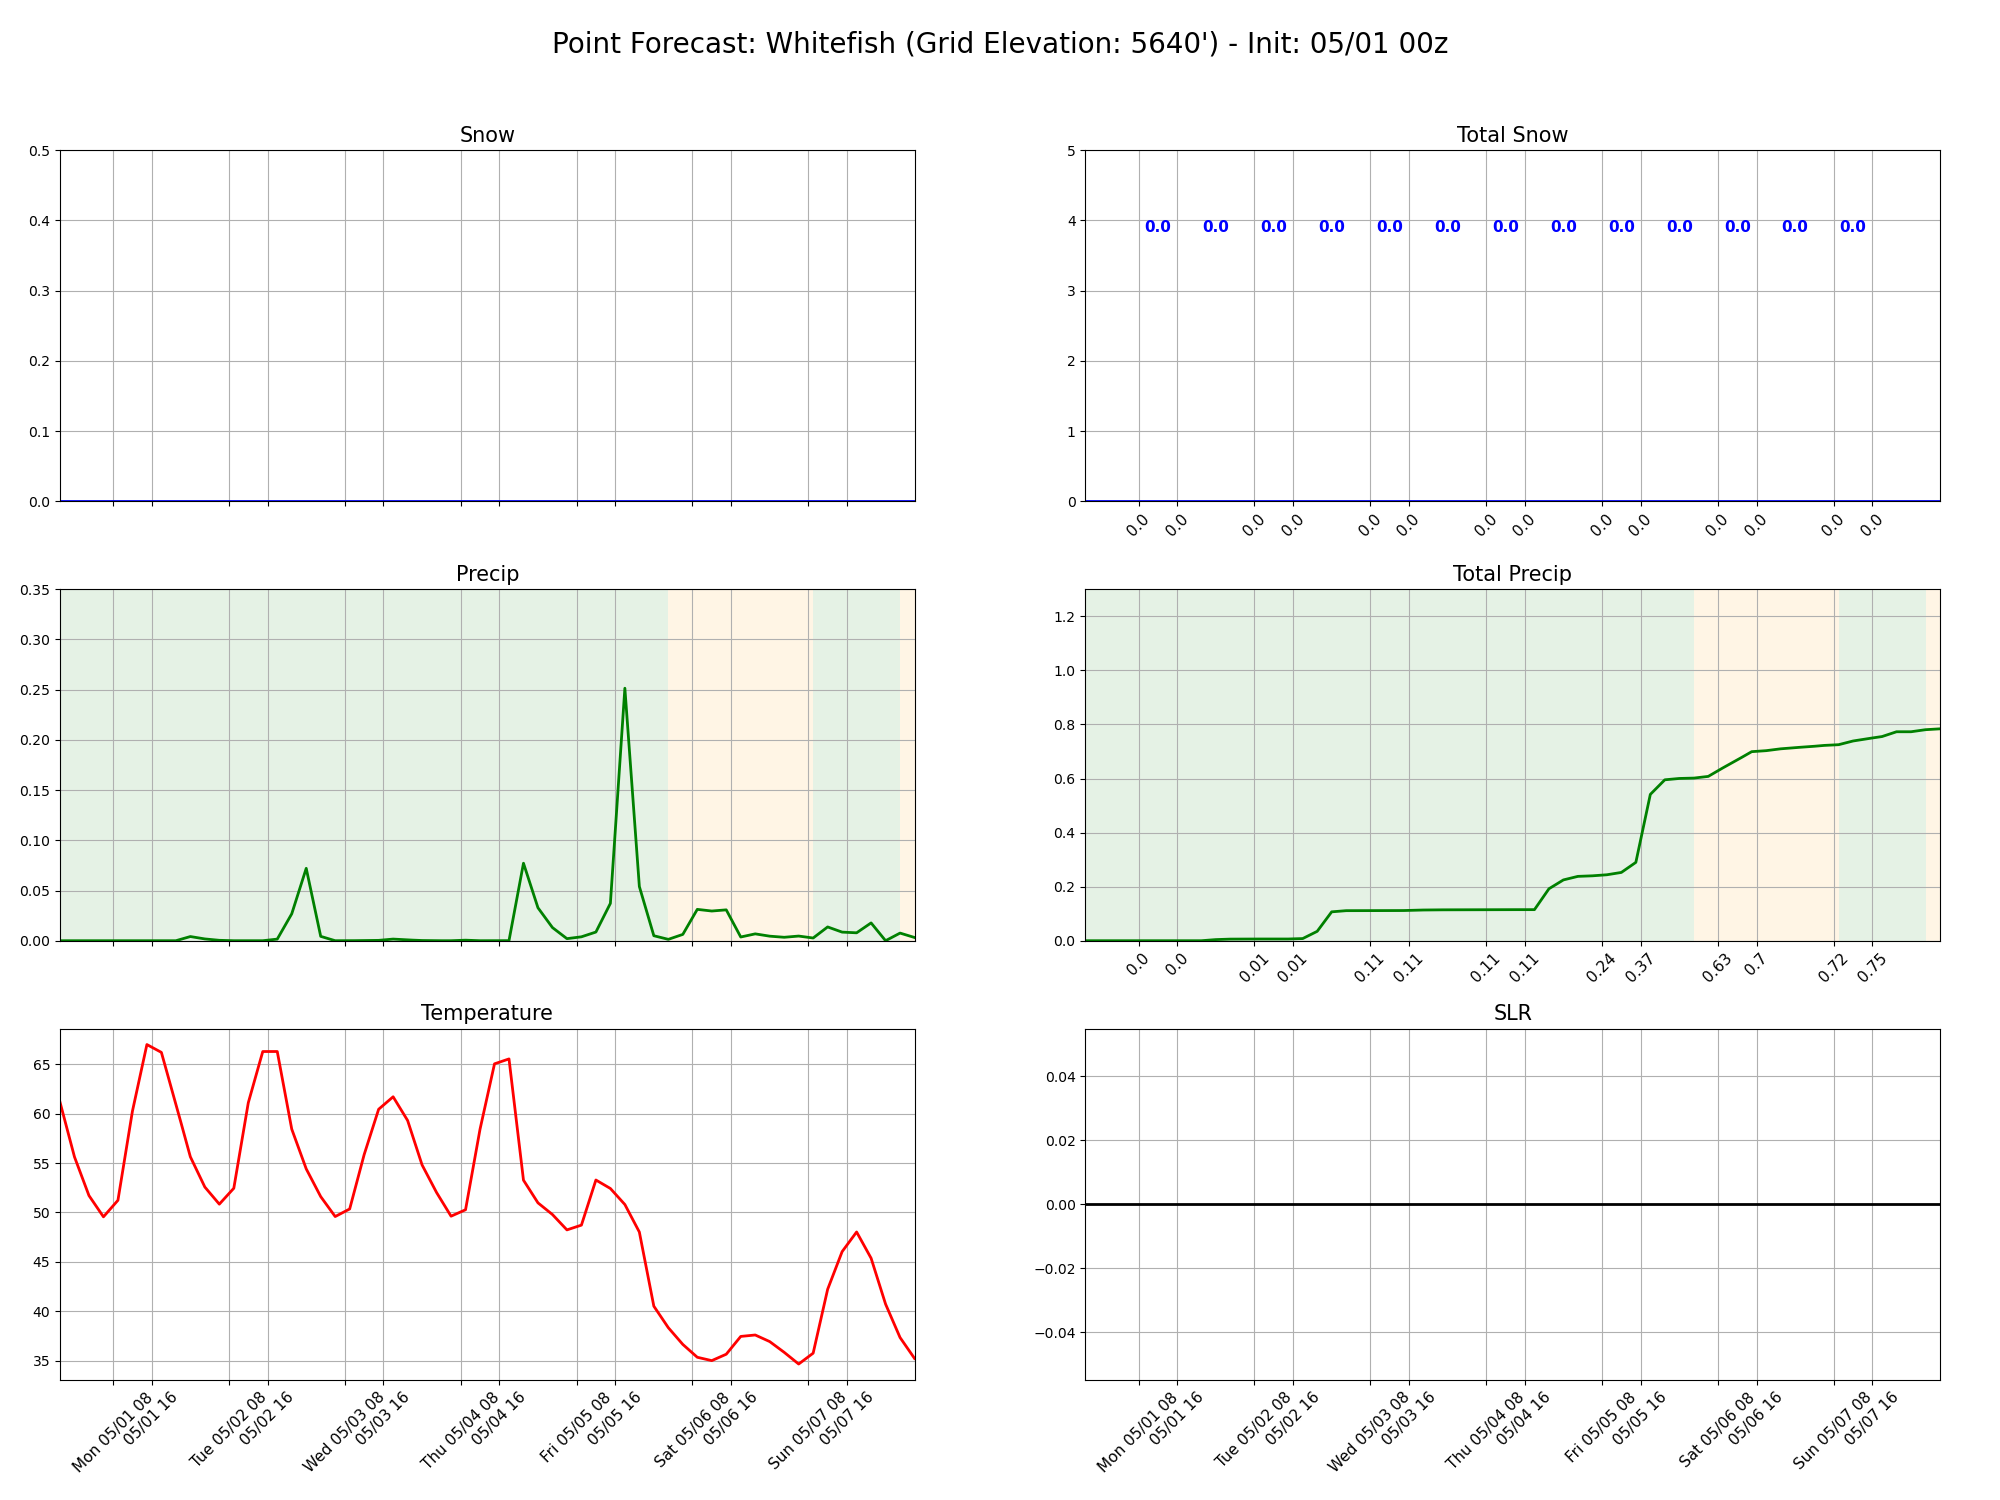 Point Forecast: Whitefish (Grid Elevation: 5640') - Init: 05/01 00z
Snow
0.5
0.4
0.3
0.2
0.1
0.0
Total Snow
5
4
3
2
1
0
0.0 0.0 0.0 0.0 0.0 0.0 0.0 0.0 0.0 0.0 0.0 0.0 0.0
0.0 0.0 0.0 0.0 0.0 0.0 0.0 0.0 0.0 0.0 0.0 0.0 0.0 0.0
Precip
0.35
0.30
0.25
0.20
0.15
0.10
0.05
0.00
Total Precip
1.2
1.0
0.8
0.6
0.4
0.2
0.0
0.0 0.0 0.01 0.01 0.11 0.11 0.11 0.11 0.24 0.37 0.63 0.7 0.72 0.75
Temperature
65
60
55
50
45
40
35
Mon 05/01 08
05/01 16
Tue 05/02 08
05/02 16
Wed 05/03 08
05/03 16
Thu 05/04 08
05/04 16
Fri 05/05 08
05/05 16
Sat 05/06 08
05/06 16
Sun 05/07 08
05/07 16
SLR
0.04
0.02
0.00
−0.02
−0.04
Mon 05/01 08
05/01 16
Tue 05/02 08
05/02 16
Wed 05/03 08
05/03 16
Thu 05/04 08
05/04 16
Fri 05/05 08
05/05 16
Sat 05/06 08
05/06 16
Sun 05/07 08
05/07 16